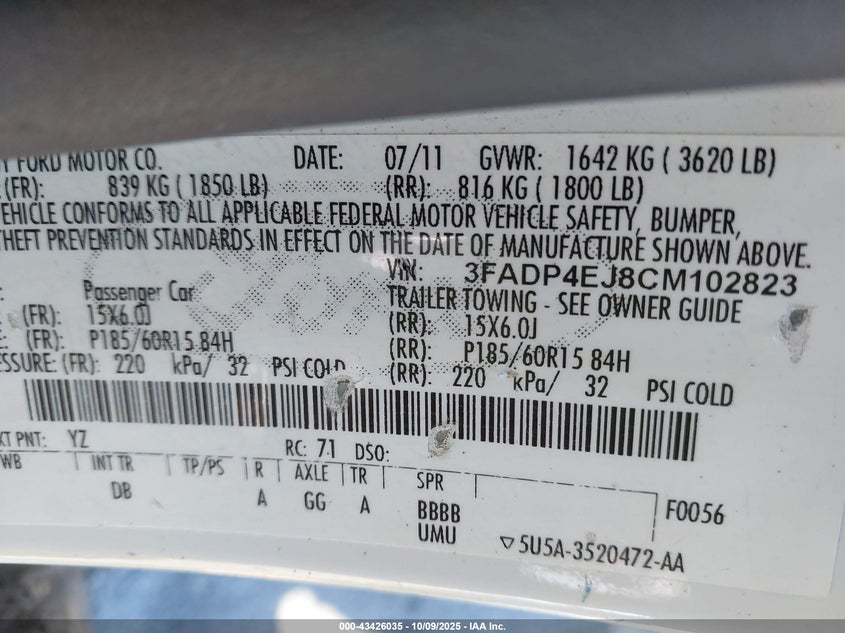 FORD MOTOR CO. DATE: 07/11 GVWR: 1642 KG ( 3620 LB)
(FR): 839 KG ( 1850 LB) (RR): 816 KG ( 1800 LB)
VEHICLE CONFORMS TO ALL APPLICABLE FEDERAL MOTOR VEHICLE SAFETY, BUMPER,
THEFT PREVENTION STANDARDS IN EFFECT ON THE DATE OF MANUFACTURE SHOWN ABOVE.
VIN: 3FADP4EJ8CM102823
Passenger Car TRAILER TOWING - SEE OWNER GUIDE
(FR): 15X6.0J (RR): 15X6.0J
(FR): P185/60R15 84H (RR): P185/60R15 84H
ESSURE: (FR): 220 kPa/ 32 PSI COLD (RR): 220 kPa/ 32 PSI COLD
XT PNT: YZ RC: 71 DSO:
WB INT TR TP/PS R AXLE TR SPR
DB A GG A BBBB F0056
UMU 5U5A-3520472-AA
000-43426035 - 10/09/2025 - IAA Inc.